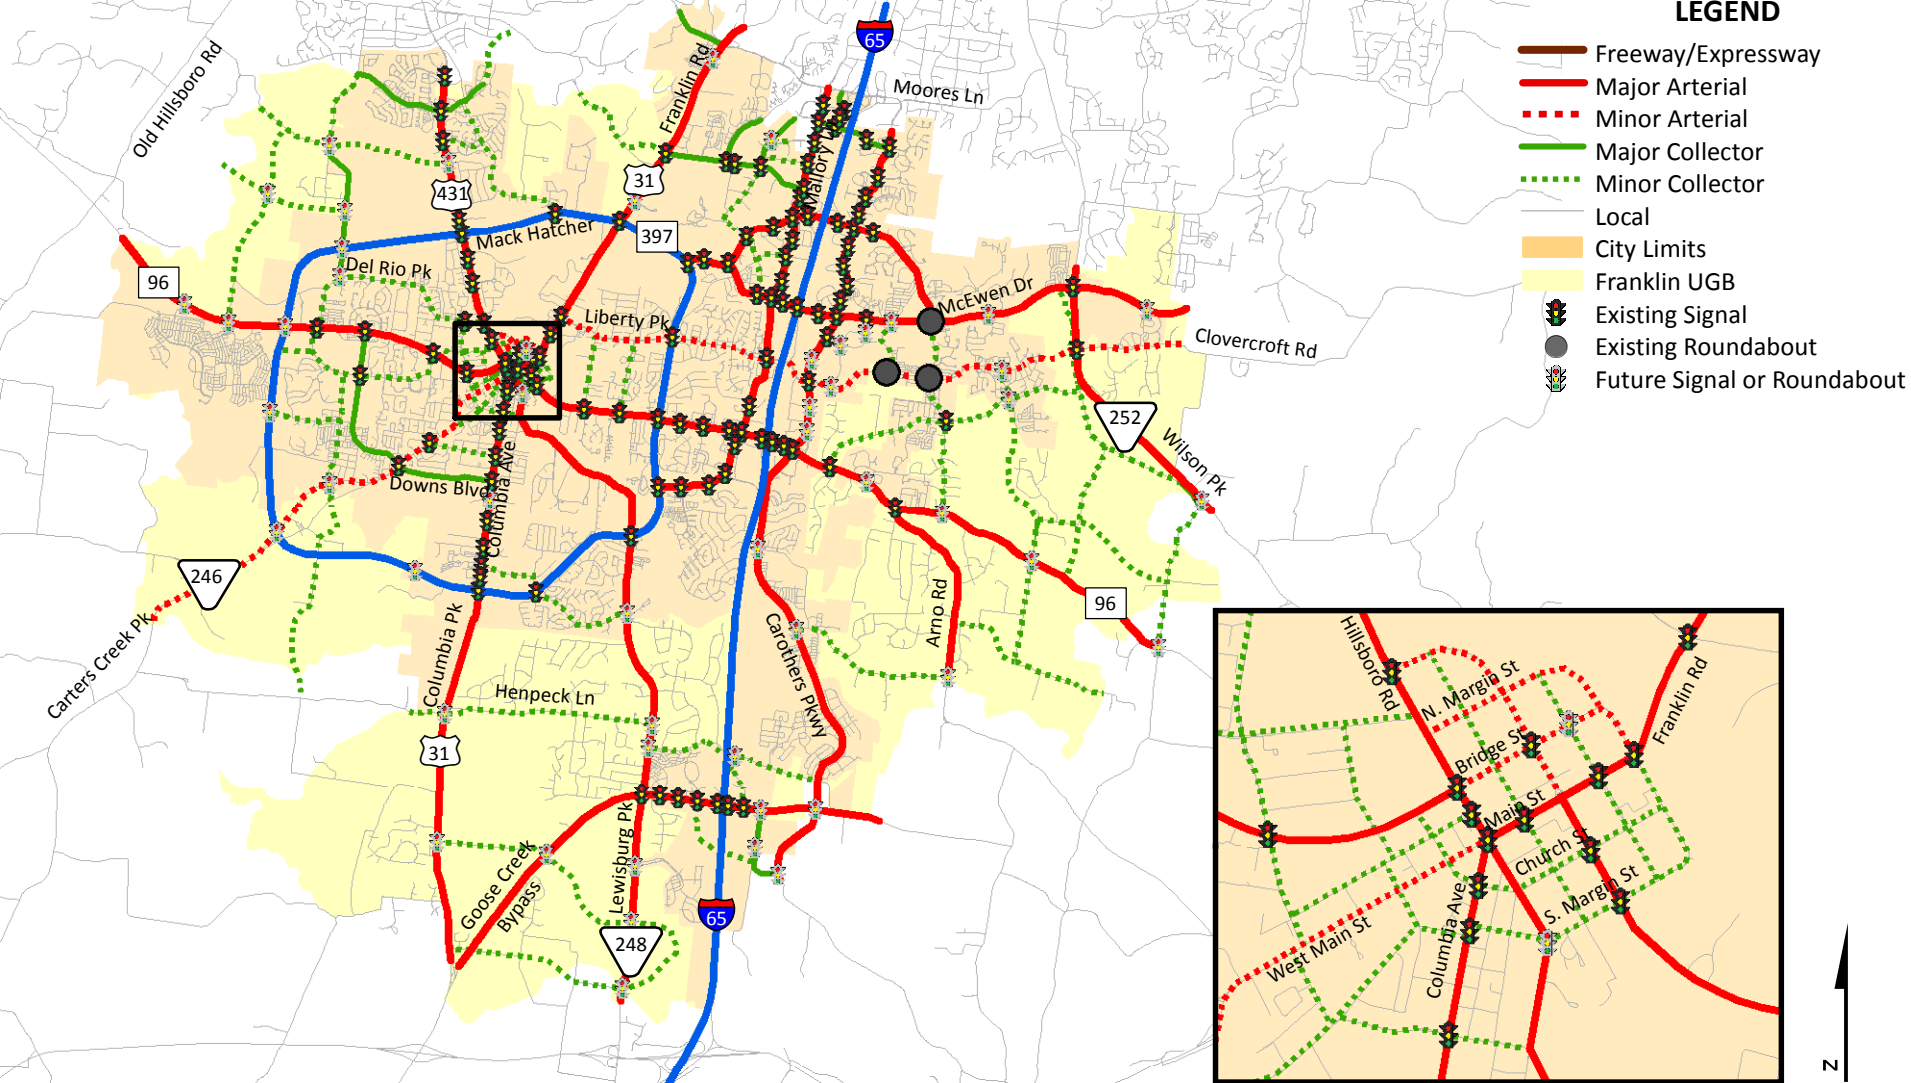 LEGEND
Freeway/Expressway
Major Arterial
Minor Arterial
Major Collector
Minor Collector
Local
City Limits
Franklin UGB
Existing Signal
Existing Roundabout
Future Signal or Roundabout
65
Moores Ln
Old Hillsboro Rd
Franklin Rd
Mallory
31
431
Mack Hatcher
397
96
Del Rio Pk
Liberty Pk
McEwen Dr
Clovercroft Rd
252
Wilson Pk
Downs Blvd
Columbia Ave
246
Carters Creek Pk
Columbia Pk
Arno Rd
96
Carothers Pkwy
Henpeck Ln
31
Goose Creek
Bypass
Lewisburg Pk
65
248
Hillsboro Rd
N. Margin St
Franklin Rd
Bridge St
Main St
Church St
S. Margin St
West Main St
Columbia Ave
N